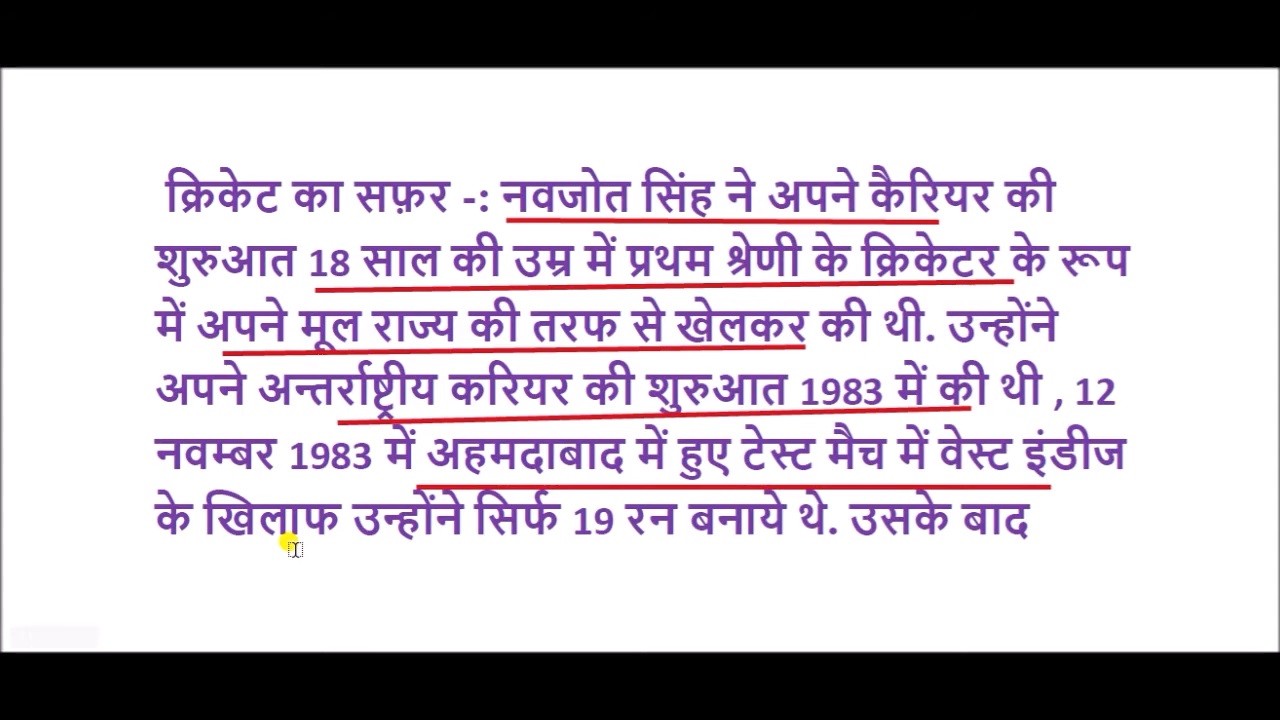 क्रिकेट का सफ़र -: नवजोत सिंह ने अपने कैरियर की
शुरुआत 18 साल की उम्र में प्रथम श्रेणी के क्रिकेटर के रूप
में अपने मूल राज्य की तरफ से खेलकर की थी. उन्होंने
अपने अन्तर्राष्ट्रीय करियर की शुरुआत 1983 में की थी , 12
नवम्बर 1983 में अहमदाबाद में हुए टेस्ट मैच में वेस्ट इंडीज
के खिलाफ उन्होंने सिर्फ 19 रन बनाये थे. उसके बाद